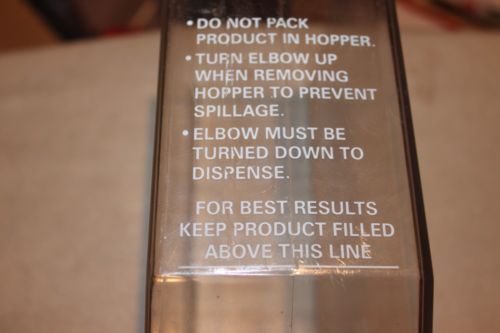 • DO NOT PACK
PRODUCT IN HOPPER.
• TURN ELBOW UP
WHEN REMOVING
HOPPER TO PREVENT
SPILLAGE.
• ELBOW MUST BE
TURNED DOWN TO
DISPENSE.
FOR BEST RESULTS
KEEP PRODUCT FILLED
ABOVE THIS LINE